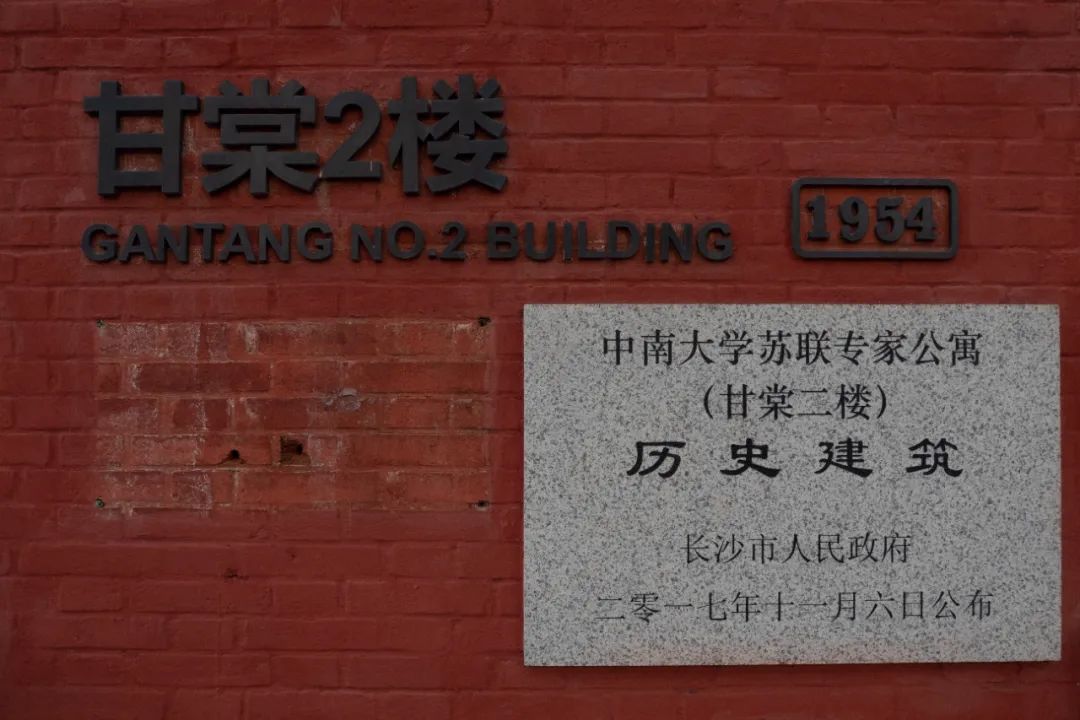 甘棠2楼
GANTANG NO.2 BUILDING
1954
中南大学苏联专家公寓
（甘棠二楼）
历史建筑
长沙市人民政府
二零一七年十一月六日公布